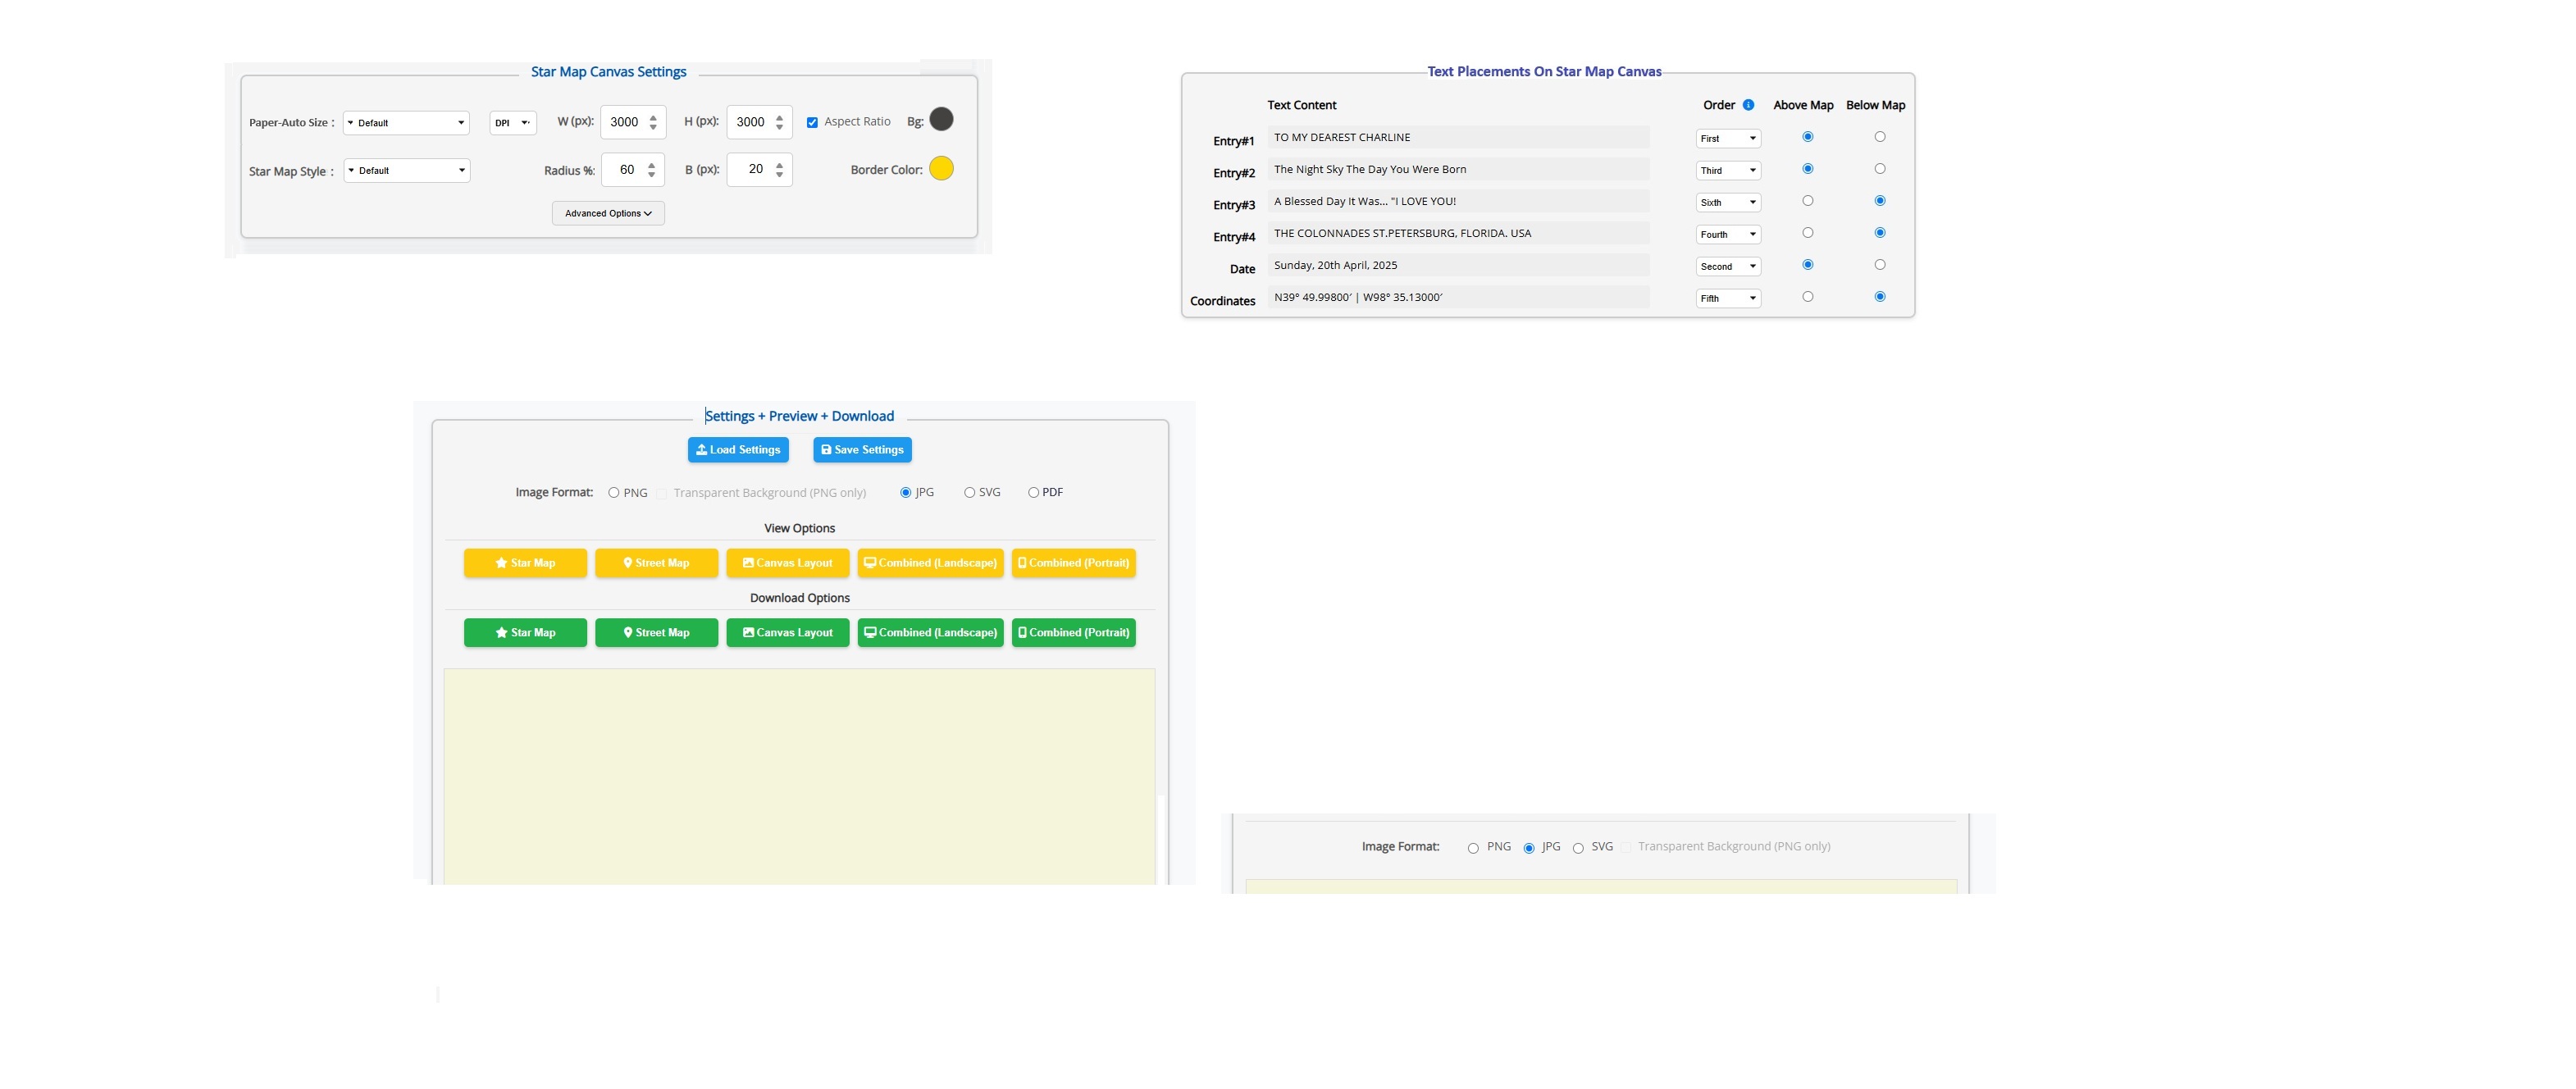 Star Map Canvas Settings
Paper-Auto Size : Default DPI W (px): 3000 H (px): 3000 Aspect Ratio Bg:
Star Map Style : Default Radius %: 60 B (px): 20 Border Color:
Advanced Options
Text Placements On Star Map Canvas
Text Content Order Above Map Below Map
Entry#1 TO MY DEAREST CHARLINE First
Entry#2 The Night Sky The Day You Were Born Third
Entry#3 A Blessed Day It Was... "I LOVE YOU! Sixth
Entry#4 THE COLONNADES ST.PETERSBURG, FLORIDA. USA Fourth
Date Sunday, 20th April, 2025 Second
Coordinates N39° 49.99800′ | W98° 35.13000′ Fifth
Settings + Preview + Download
Load Settings Save Settings
Image Format: PNG Transparent Background (PNG only) JPG SVG PDF
View Options
Star Map Street Map Canvas Layout Combined (Landscape) Combined (Portrait)
Download Options
Star Map Street Map Canvas Layout Combined (Landscape) Combined (Portrait)
Image Format: PNG JPG SVG Transparent Background (PNG only)